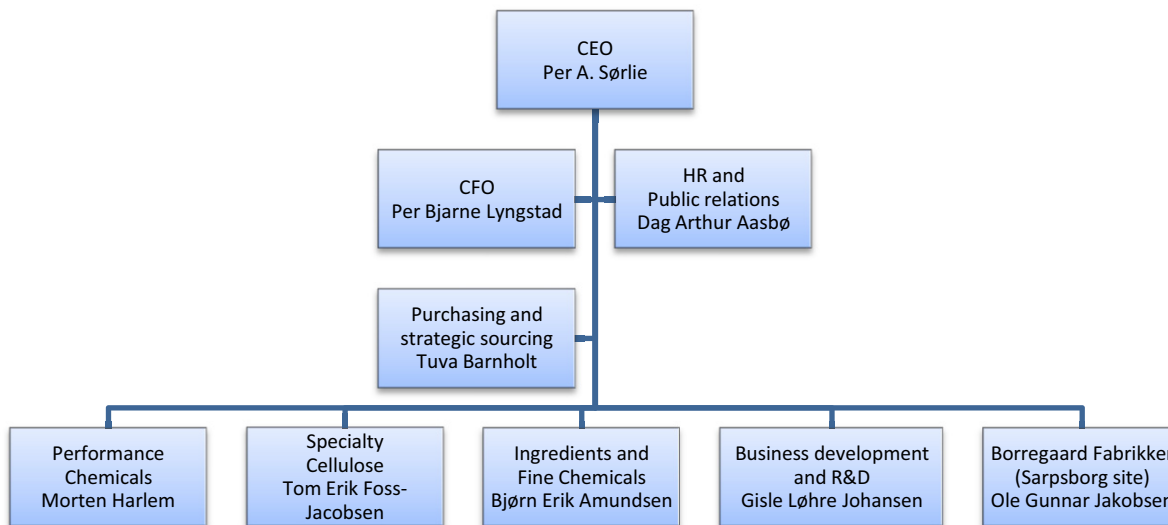 CEO
Per A. Sørlie
CFO
Per Bjarne Lyngstad
HR and
Public relations
Dag Arthur Aasbø
Purchasing and
strategic sourcing
Tuva Barnholt
Performance
Chemicals
Morten Harlem
Specialty
Cellulose
Tom Erik Foss-
Jacobsen
Ingredients and
Fine Chemicals
Bjørn Erik Amundsen
Business development
and R&D
Gisle Løhre Johansen
Borregaard Fabrikker
(Sarpsborg site)
Ole Gunnar Jakobsen